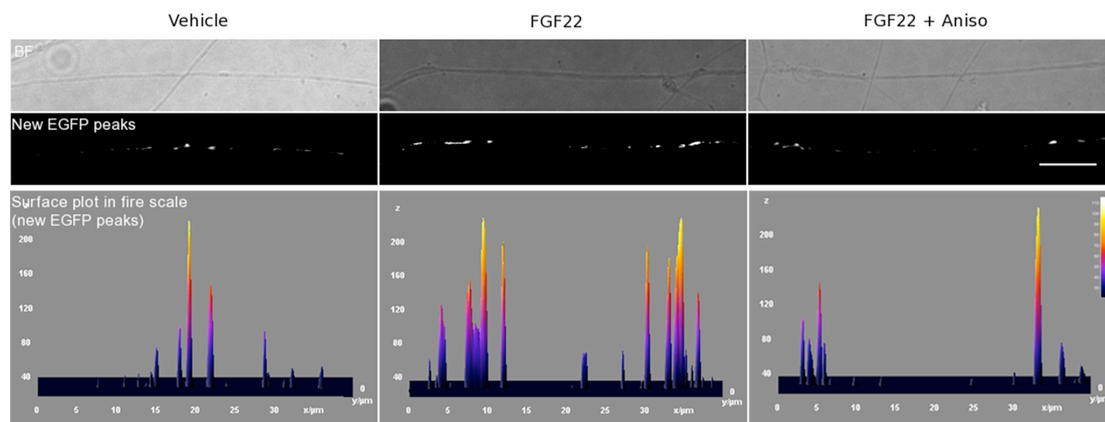 Vehicle
FGF22
FGF22 + Aniso
BF
New EGFP peaks
Surface plot in fire scale
(new EGFP peaks)
200
160
120
80
40
0
y/µm
0 5 10 15 20 25 30 x/µm
z
200
160
120
80
40
0
y/µm
0 5 10 15 20 25 30 x/µm
z
200
160
120
80
40
0
y/µm
0 5 10 15 20 25 30 x/µm